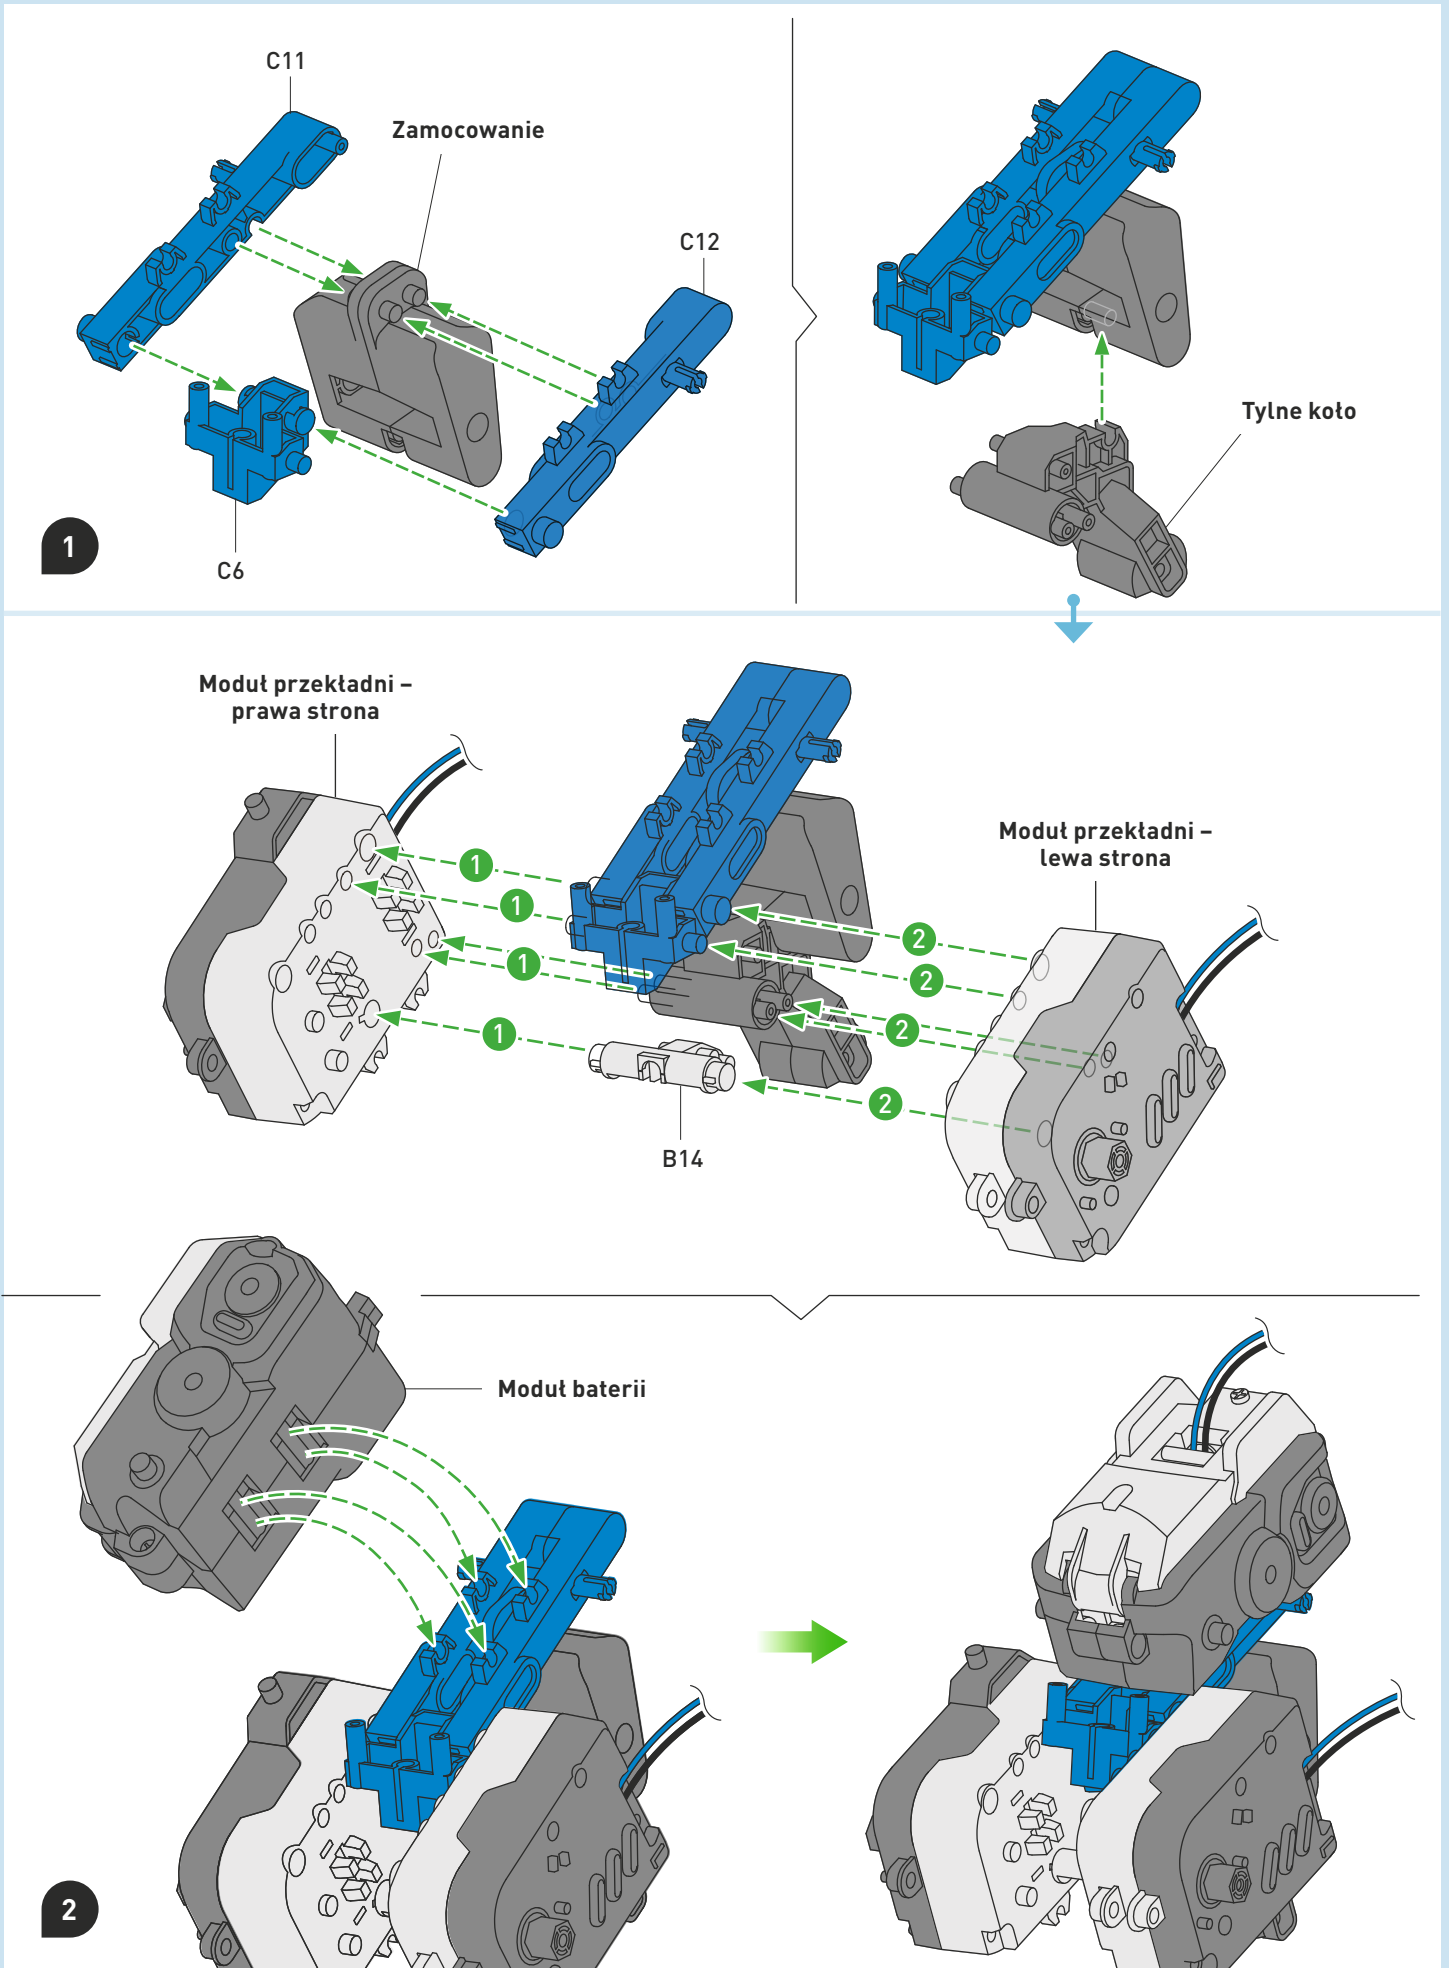 C11
Zamocowanie
C12
C6
1
Tylne koło
Moduł przekładni –
prawa strona
Moduł przekładni –
lewa strona
1
1
1
1
2
2
2
2
B14
Moduł baterii
2